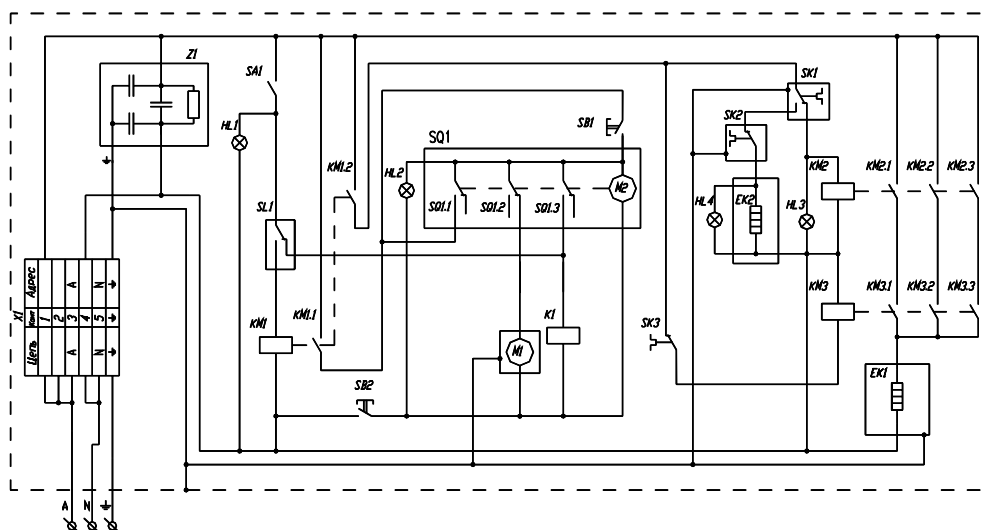 Z1
SA1
HL1
KM1.2
SL1
KM1
KM1.1
SB2
HL2
SQ1
SQ1.1
SQ1.2
SQ1.3
SB1
M2
M1
K1
SK1
SK2
SK3
HL4
EK2
HL3
KM2
KM2.1
KM2.2
KM2.3
KM3
KM3.1
KM3.2
KM3.3
EK1
X1
Адрес
A
N
Конт
1
2
3
4
5
Цепь
A
N
A
N